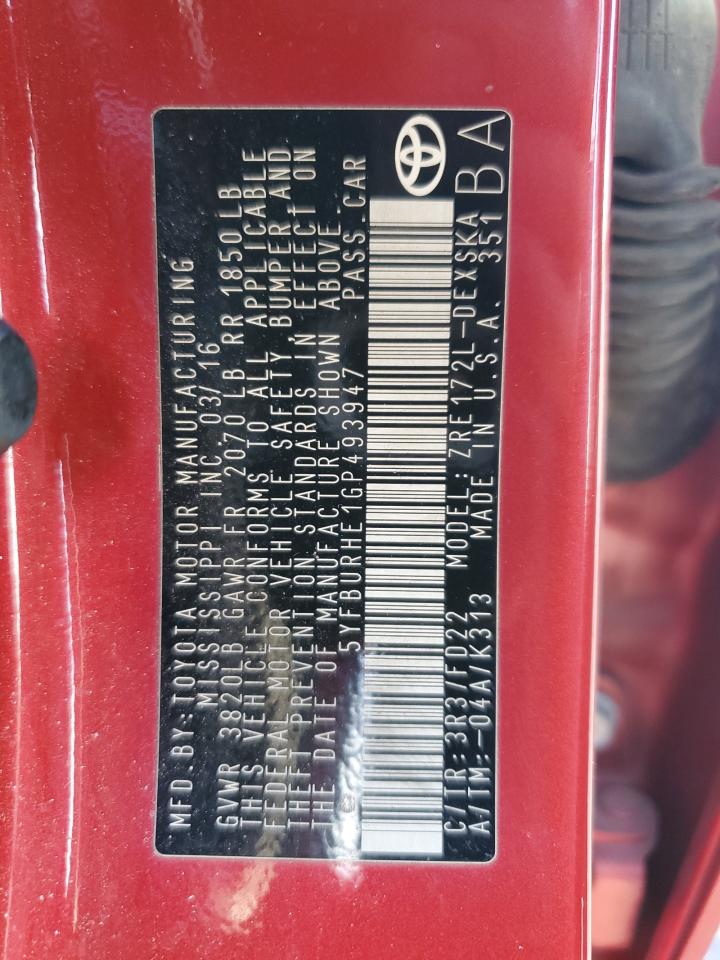 MFD BY: TOYOTA MOTOR MANUFACTURING
MISSISSIPPI INC 03/16
GVWR 3820LB GAWR FR 2070 LB RR 1850LB
THIS VEHICLE CONFORMS TO ALL APPLICABLE
FEDERAL MOTOR VEHICLE SAFETY, BUMPER AND
THEFT PREVENTION STANDARDS IN EFFECT ON
THE DATE OF MANUFACTURE SHOWN ABOVE.
5YFBURHE1GP493947 PASS.CAR
C/TR: 3R3/FD22 MODEL: ZRE172L-DEXSKA
A/TM:-04A/K313 MADE IN U.S.A. 351
BA